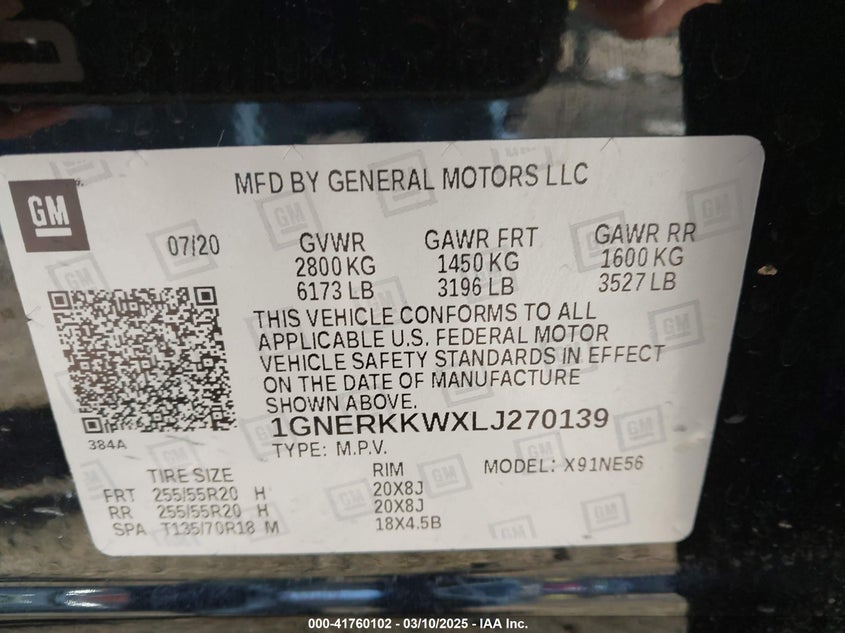 MFD BY GENERAL MOTORS LLC
GM
07/20 GVWR GAWR FRT GAWR RR
2800 KG 1450 KG 1600 KG
6173 LB 3196 LB 3527 LB
THIS VEHICLE CONFORMS TO ALL
APPLICABLE U.S. FEDERAL MOTOR
VEHICLE SAFETY STANDARDS IN EFFECT
ON THE DATE OF MANUFACTURE
SHOWN ABOVE.
384A
1GNERKKWXLJ270139
TYPE: M.P.V.
TIRE SIZE RIM MODEL: X91NE56
FRT 255/55R20 H 20X8J
RR 255/55R20 H 20X8J
SPA T135/70R18 M 18X4.5B
000-41760102 - 03/10/2025 - IAA Inc.